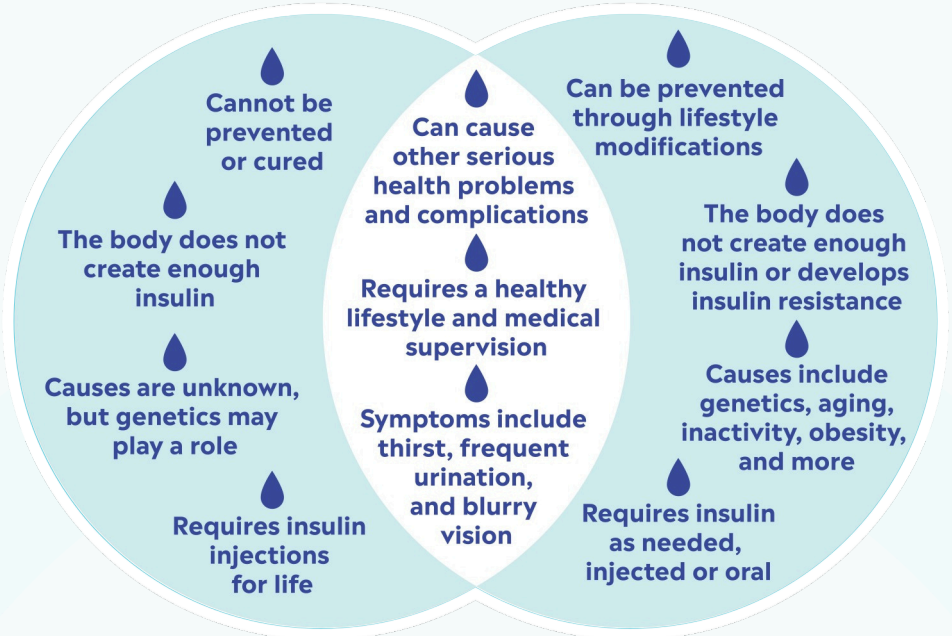 Cannot be
prevented
or cured
The body does not
create enough
insulin
Causes are unknown,
but genetics may
play a role
Requires insulin
injections
for life
Can cause
other serious
health problems
and complications
Requires a healthy
lifestyle and medical
supervision
Symptoms include
thirst, frequent
urination,
and blurry
vision
Can be prevented
through lifestyle
modifications
The body does
not create enough
insulin or develops
insulin resistance
Causes include
genetics, aging,
inactivity, obesity,
and more
Requires insulin
as needed,
injected or oral